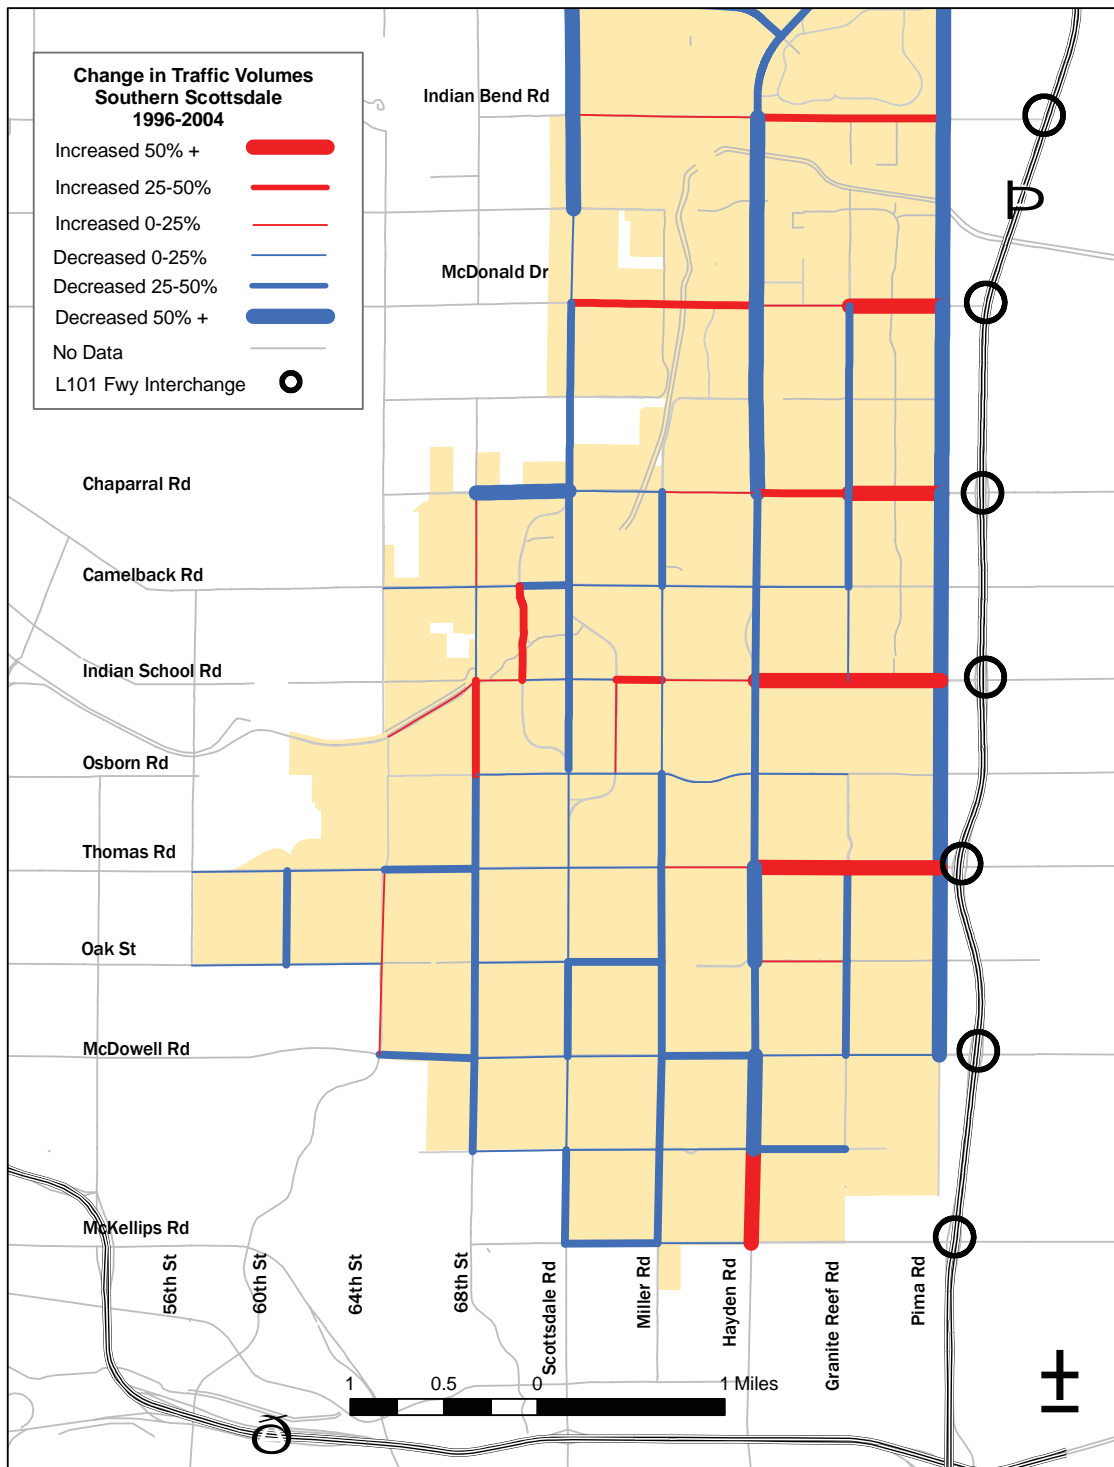 Change in Traffic Volumes
Southern Scottsdale
1996-2004
Increased 50% +
Increased 25-50%
Increased 0-25%
Decreased 0-25%
Decreased 25-50%
Decreased 50% +
No Data
L101 Fwy Interchange
Indian Bend Rd
McDonald Dr
Chaparral Rd
Camelback Rd
Indian School Rd
Osborn Rd
Thomas Rd
Oak St
McDowell Rd
McKellips Rd
56th St
60th St
64th St
68th St
Scottsdale Rd
Miller Rd
Hayden Rd
Granite Reef Rd
Pima Rd
1 0.5 0 1 Miles